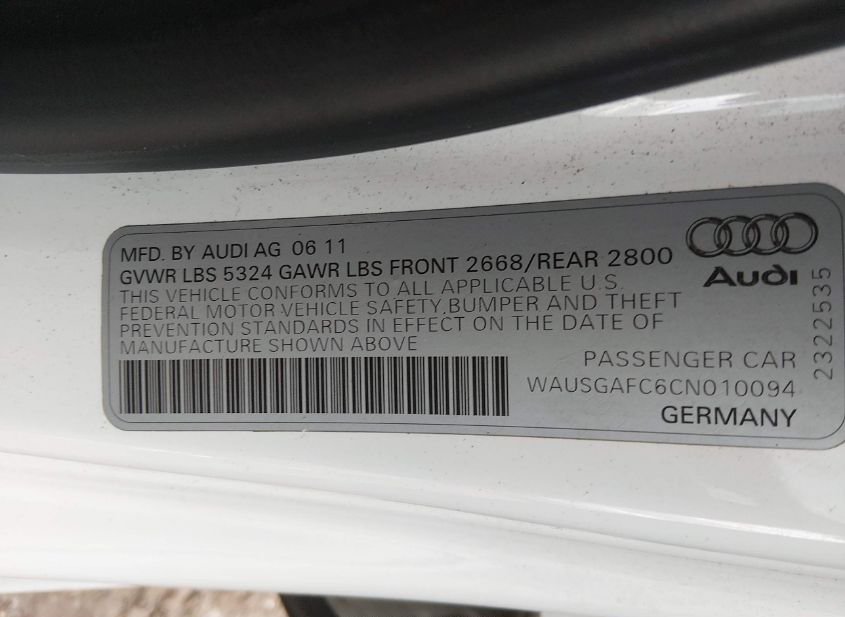 MFD. BY AUDI AG 06 11
GVWR LBS 5324 GAWR LBS FRONT 2668/REAR 2800
THIS VEHICLE CONFORMS TO ALL APPLICABLE U.S.
FEDERAL MOTOR VEHICLE SAFETY, BUMPER AND THEFT
PREVENTION STANDARDS IN EFFECT ON THE DATE OF
MANUFACTURE SHOWN ABOVE
Audi
PASSENGER CAR
WAUSGAFC6CN010094
GERMANY
2322535